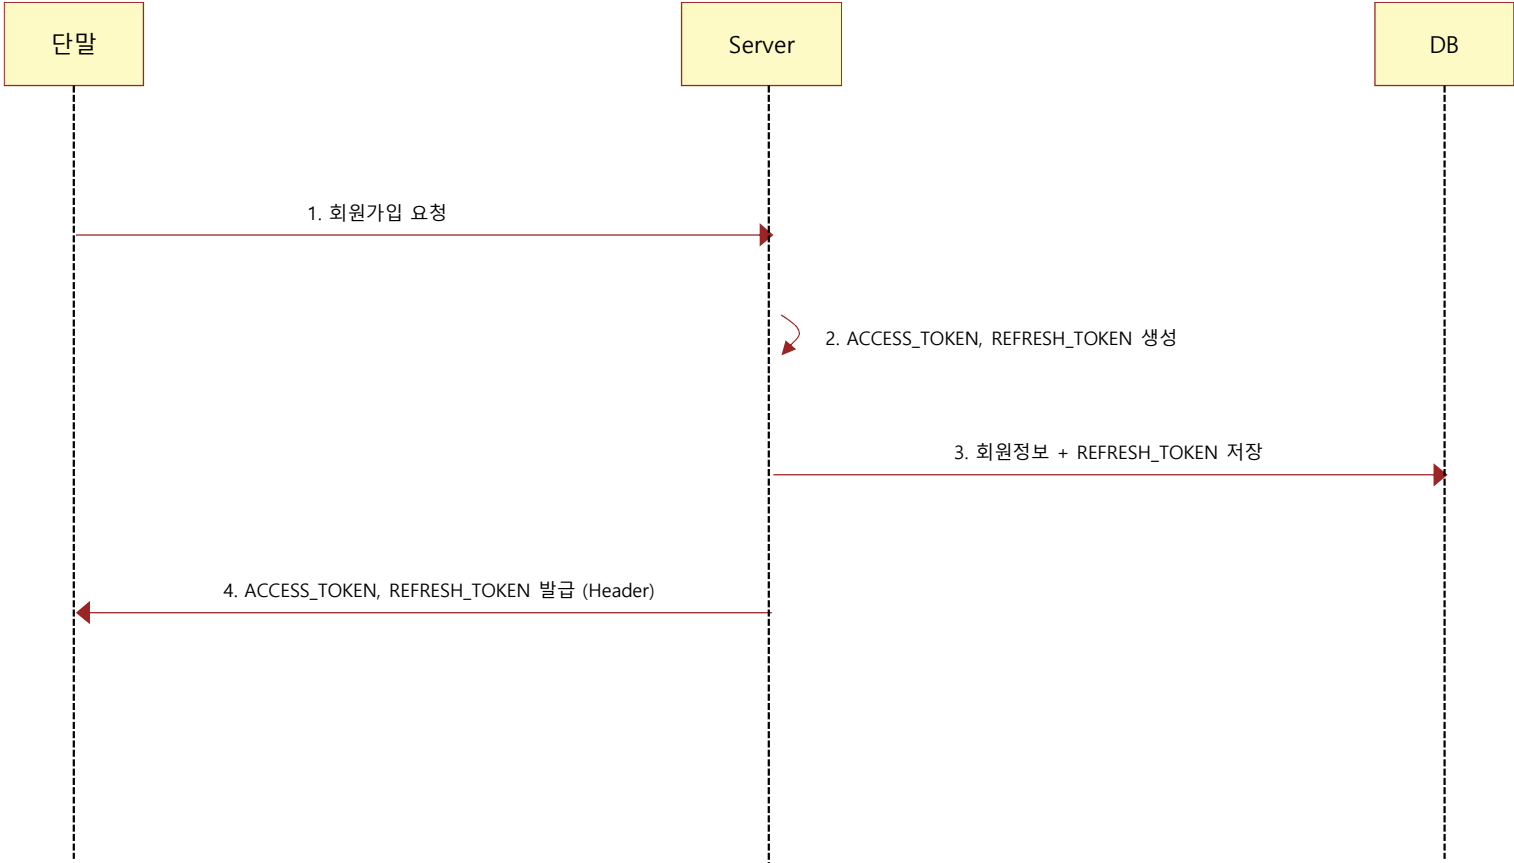 단말
Server
DB
1. 회원가입 요청
2. ACCESS_TOKEN, REFRESH_TOKEN 생성
3. 회원정보 + REFRESH_TOKEN 저장
4. ACCESS_TOKEN, REFRESH_TOKEN 발급 (Header)